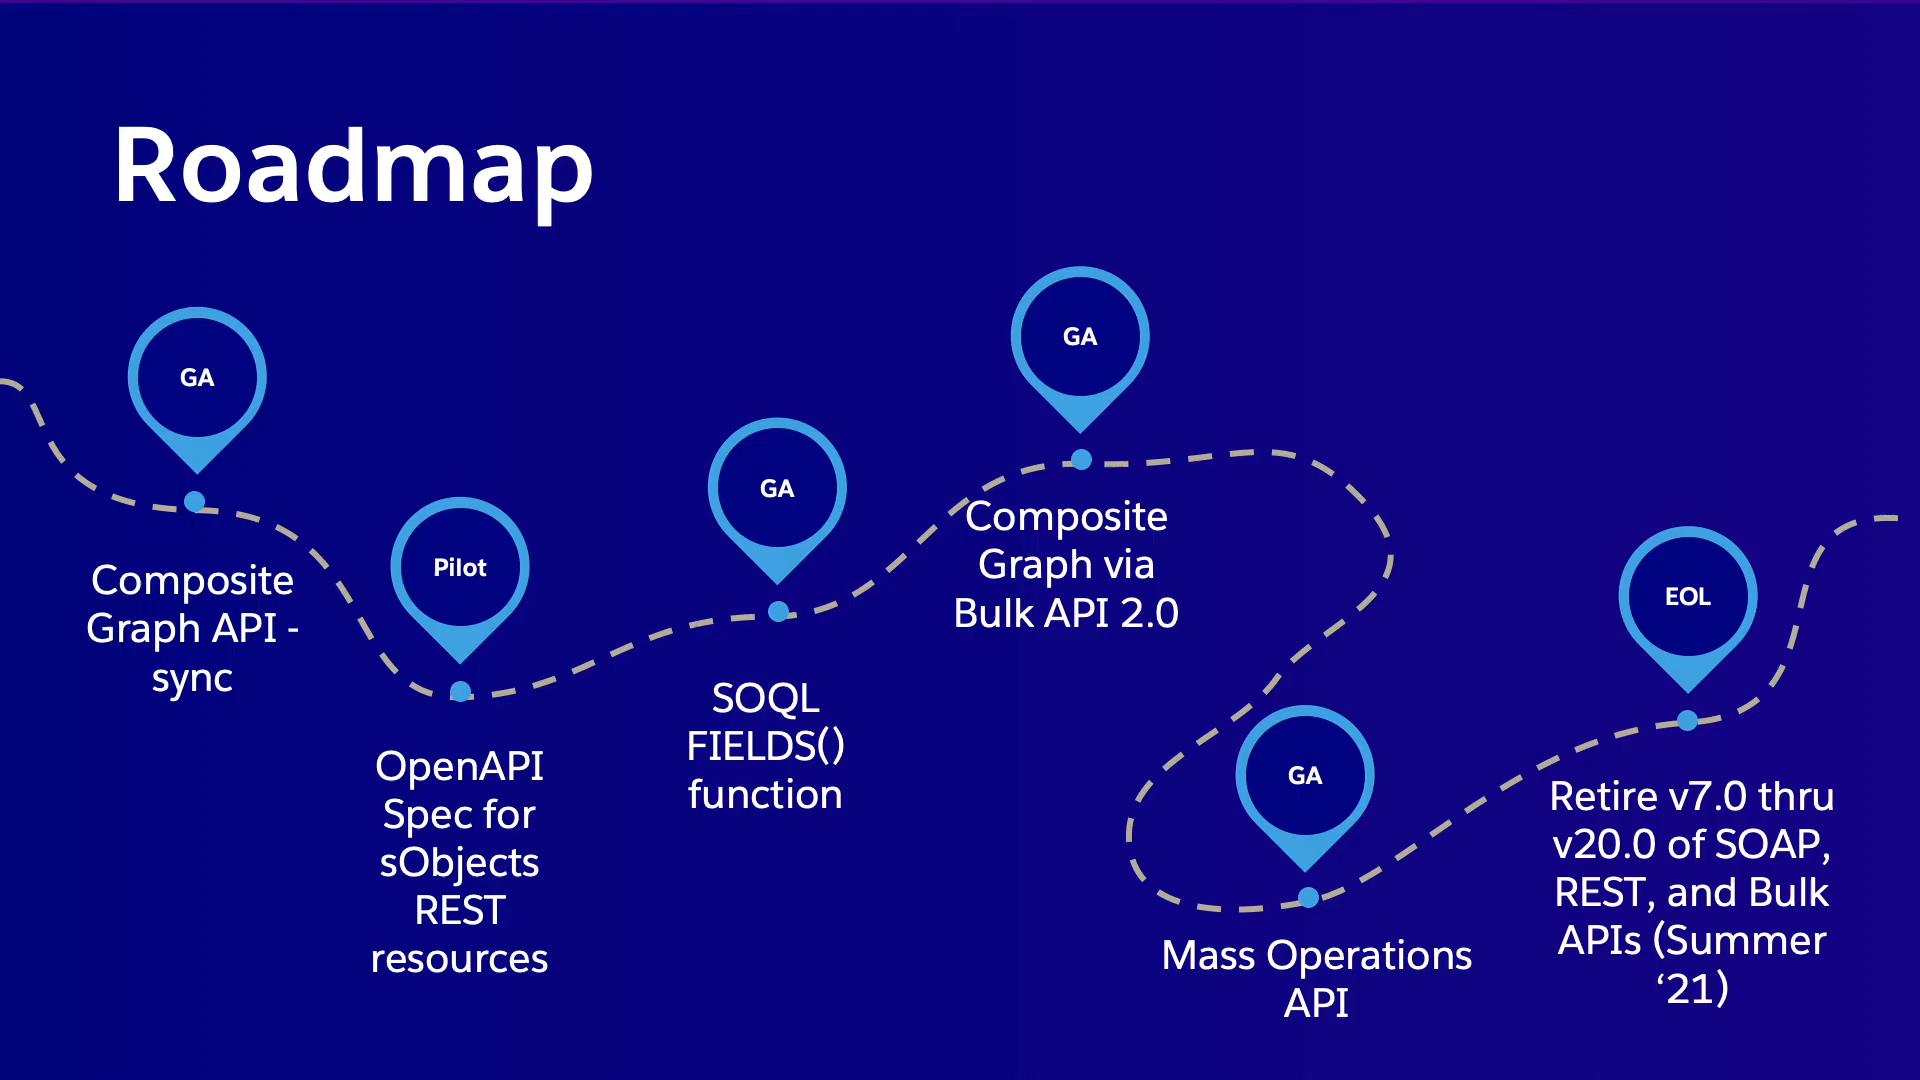 Roadmap
GA
Composite
Graph API -
sync
Pilot
OpenAPI
Spec for
sObjects
REST
resources
GA
SOQL
FIELDS()
function
GA
Composite
Graph via
Bulk API 2.0
GA
Mass Operations
API
EOL
Retire v7.0 thru
v20.0 of SOAP,
REST, and Bulk
APIs (Summer
‘21)